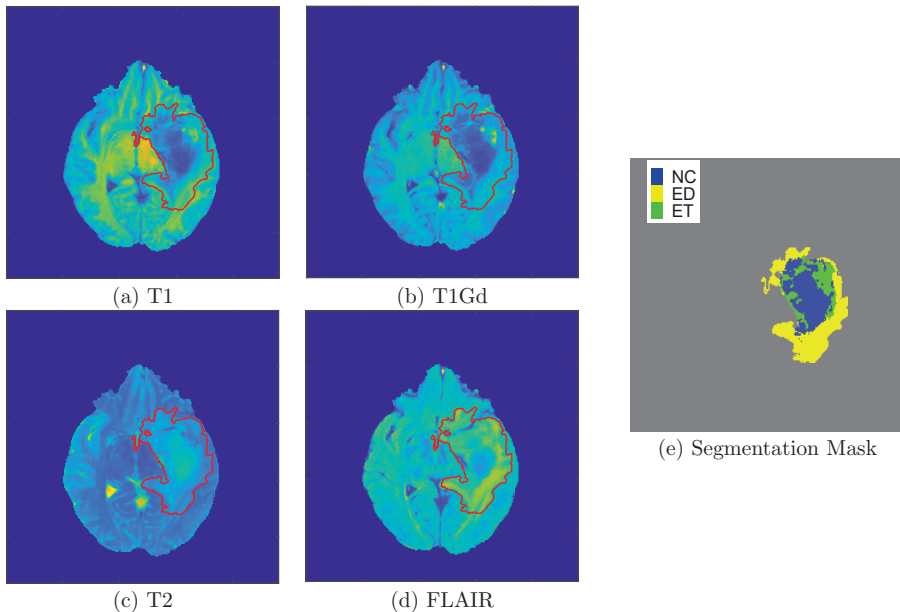 (a) T1
(b) T1Gd
NC
ED
ET
(e) Segmentation Mask
(c) T2
(d) FLAIR